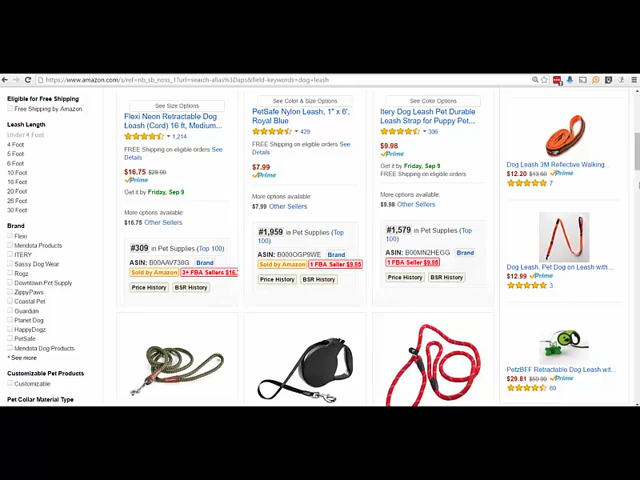 https://www.amazon.com/s/ref=nb_sb_noss_1?url=search-alias%3Daps&field-keywords=dog+leash
Eligible for Free Shipping
Free Shipping by Amazon
Leash Length
Under 4 Foot
4 Foot
5 Foot
6 Foot
10 Foot
16 Foot
20 Foot
26 Foot
30 Foot
Brand
Flexi
Mendota Products
ITERY
Sassy Dog Wear
Rogz
Downtown Pet Supply
ZippyPaws
Coastal Pet
Guardian
Planet Dog
HappyDogz
PetSafe
Mendota Dog Products
See more
Customizable Pet Products
Customizable
Pet Collar Material Type
See Size Options
Flexi Neon Retractable Dog
Leash (Cord) 16 ft, Medium...
1,214
FREE Shipping on eligible orders See
Details
$16.75 $29.99
Prime
Get it by Friday, Sep 9
More options available:
$16.75 Other Sellers
#309 in Pet Supplies (Top 100)
ASIN: B00AAV738G Brand
Sold by Amazon 3+ FBA Sellers $16.
Price History BSR History
See Color & Size Options
PetSafe Nylon Leash, 1" x 6',
Royal Blue
429
FREE Shipping on eligible orders See
Details
$7.99
Prime
More options available:
$7.99 Other Sellers
#1,959 in Pet Supplies (Top
100)
ASIN: B000OGP9WE Brand
Sold by Amazon 1 FBA Seller $9.95
Price History BSR History
See Color Options
Itery Dog Leash Pet Durable
Leash Strap for Puppy Pet...
306
$9.98
Prime
Get it by Friday, Sep 9
FREE Shipping on eligible orders
More options available:
$9.98 Other Sellers
#1,579 in Pet Supplies (Top
100)
ASIN: B00MN2HEGG Brand
1 FBA Seller $9.98
Price History BSR History
Dog Leash 3M Reflective Walking...
$12.20 Prime
7
Dog Leash, Pet Dog on Leash with...
$12.99 Prime
3
PetzBFF Retractable Dog Leash wit...
$29.81 $59.99 Prime
69